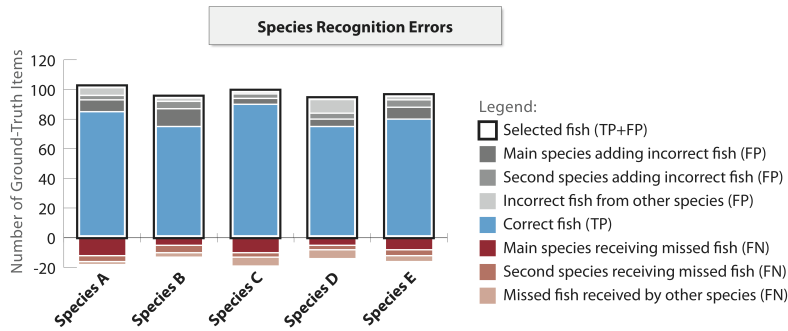 Species Recognition Errors
Number of Ground-Truth Items
120
100
80
60
40
20
0
-20
Species A
Species B
Species C
Species D
Species E
Legend:
Selected fish (TP+FP)
Main species adding incorrect fish (FP)
Second species adding incorrect fish (FP)
Incorrect fish from other species (FP)
Correct fish (TP)
Main species receiving missed fish (FN)
Second species receiving missed fish (FN)
Missed fish received by other species (FN)